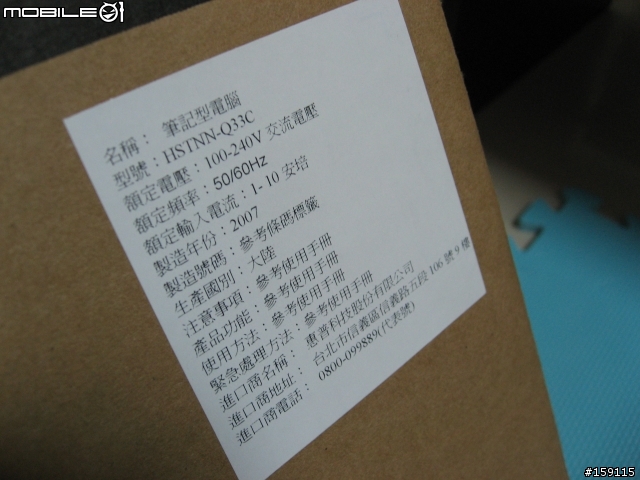 MOBILE01
名稱： 筆記型電腦
型號：HSTNN-Q33C
額定電壓：100-240V 交流電壓
額定頻率：50/60Hz
額定輸入電流：1- 10 安培
製造年份：2007
製造號碼：參考條碼標籤
生產國別：大陸
注意事項：參考使用手冊
產品功能：參考使用手冊
使用方法：參考使用手冊
緊急處理方法：參考使用手冊
進口商名稱： 惠普科技股份有限公司
進口商地址： 台北市信義區信義路五段 106 號 9 樓
進口商電話： 0800-099889(代表號)
#159115